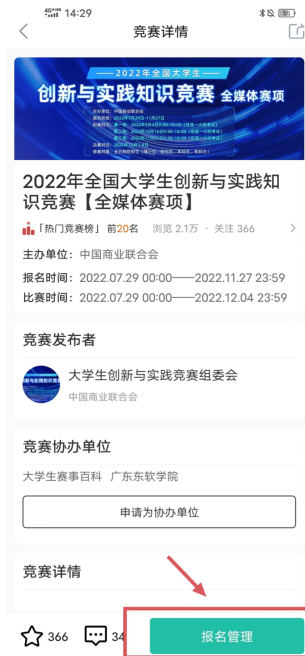 14:29
竞赛详情
2022年全国大学生
创新与实践知识竞赛 全媒体赛项
2022年全国大学生创新与实践知
识竞赛【全媒体赛项】
「热门竞赛榜」前20名 浏览 2.1万 · 关注 366
主办单位：中国商业联合会
报名时间：2022.07.29 00:00——2022.11.27 23:59
比赛时间：2022.07.29 00:00——2022.12.04 23:59
竞赛发布者
大学生创新与实践竞赛组委会
中国商业联合会
竞赛协办单位
大学生赛事百科 广东东软学院
申请为协办单位
竞赛详情
366
34
报名管理